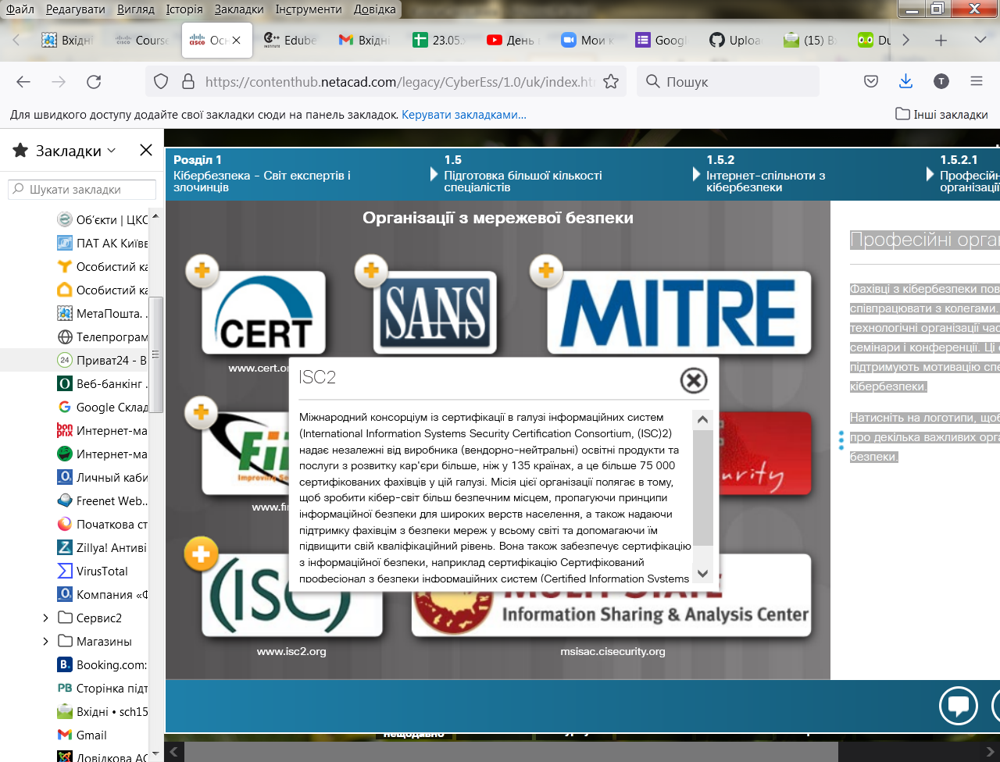 Файл Редагувати Вигляд Історія Закладки Інструменти Довідка
Вхідні Course Осн Edube Вхідні 23.05. День Мои к Googl Uploa (15) Вх Du
https://contenthub.netacad.com/legacy/CyberEss/1.0/uk/index.htm Пошук
Для швидкого доступу додайте свої закладки сюди на панель закладок. Керувати закладками… Інші закладки
Закладки
Шукати закладки
Об'єкти | ЦКС
ПАТ АК Київе
Особистий ка
Особистий ка
МетаПошта. .
Телепрограм
24 Приват24 - В
Веб-банкінг .
Google Склад
Интернет-ма
Интернет-ма
Личный каби
Freenet Web..
Початкова ст
Zillya! Антиві
VirusTotal
Компания «Ф
Сервис2
Магазины
Booking.com:
PB Сторінка підт
Вхідні • sch15
Gmail
Довідкова АС
Розділ 1
Кібербезпека - Світ експертів і
злочинців
1.5
Підготовка більшої кількості
спеціалістів
1.5.2
Інтернет-спільноти з
кібербезпеки
1.5.2.1
Професійн
організаці
Організації з мережевої безпеки
CERT
SANS
MITRE
www.cert.or
Improving Se
www.fir
curity
ISC2
Міжнародний консорціум із сертифікації в галузі інформаційних систем
(International Information Systems Security Certification Consortium, (ISC)2)
надає незалежні від виробника (вендорно-нейтральні) освітні продукти та
послуги з розвитку кар'єри більше, ніж у 135 країнах, а це більше 75 000
сертифікованих фахівців у цій галузі. Місія цієї організації полягає в тому,
щоб зробити кібер-світ більш безпечним місцем, пропагуючи принципи
інформаційної безпеки для широких верств населення, а також надаючи
підтримку фахівцім з безпеки мереж у всьому світі та допомагаючи їм
підвищити свій кваліфікаційний рівень. Вона також забезпечує сертифікацію
з інформаційної безпеки, наприклад сертифікацію Сертифікований
професіонал з безпеки інформаційних систем (Certified Information Systems
(ISC)
MULTI-STATE
Information Sharing & Analysis Center
www.isc2.org
msisac.cisecurity.org
Професійні орган
Фахівці з кібербезпеки пов
співпрацювати з колегами.
технологічні організації час
семінари і конференції. Ці о
підтримують мотивацію спе
кібербезпеки.
Натисніть на логотипи, щоб
про декілька важливих орга
безпеки.
нещодавно